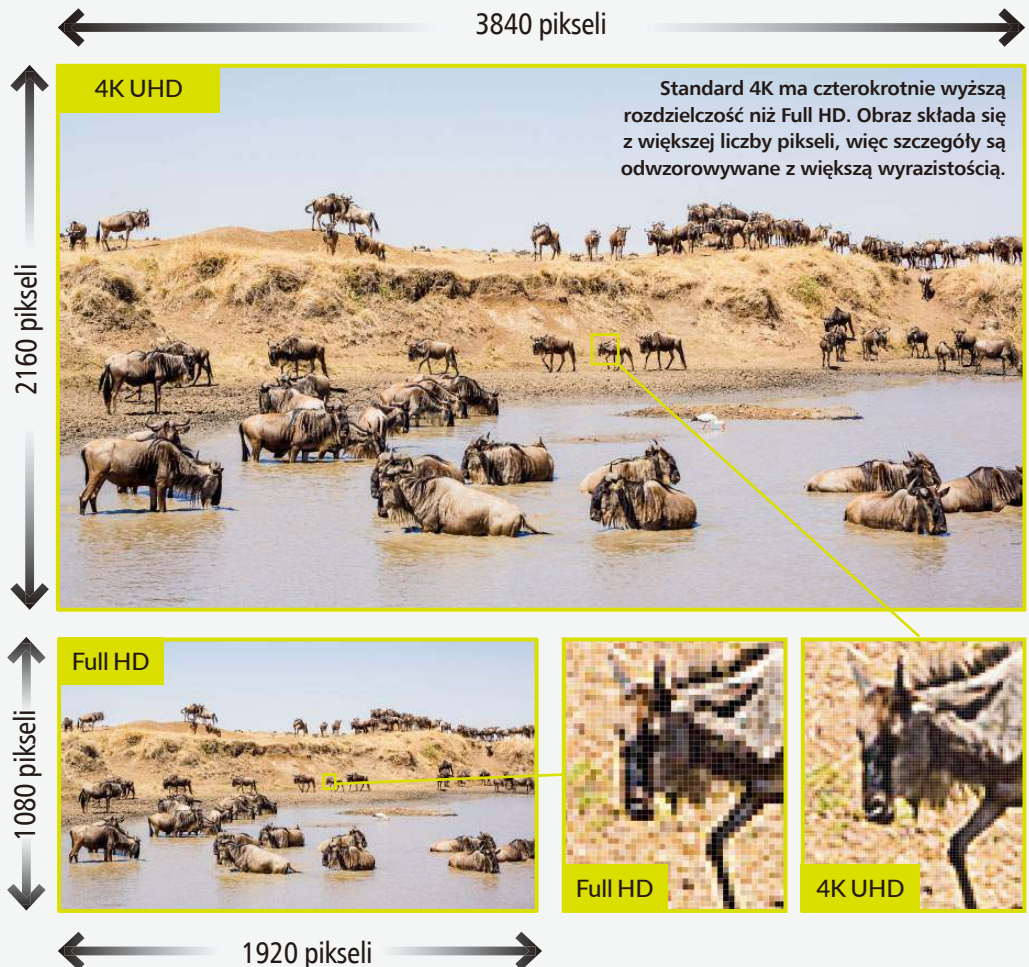 3840 pikseli
4K UHD
Standard 4K ma czterokrotnie wyższą
rozdzielczość niż Full HD. Obraz składa się
z większej liczby pikseli, więc szczegóły są
odwzorowywane z większą wyrazistością.
2160 pikseli
Full HD
1080 pikseli
Full HD
4K UHD
1920 pikseli